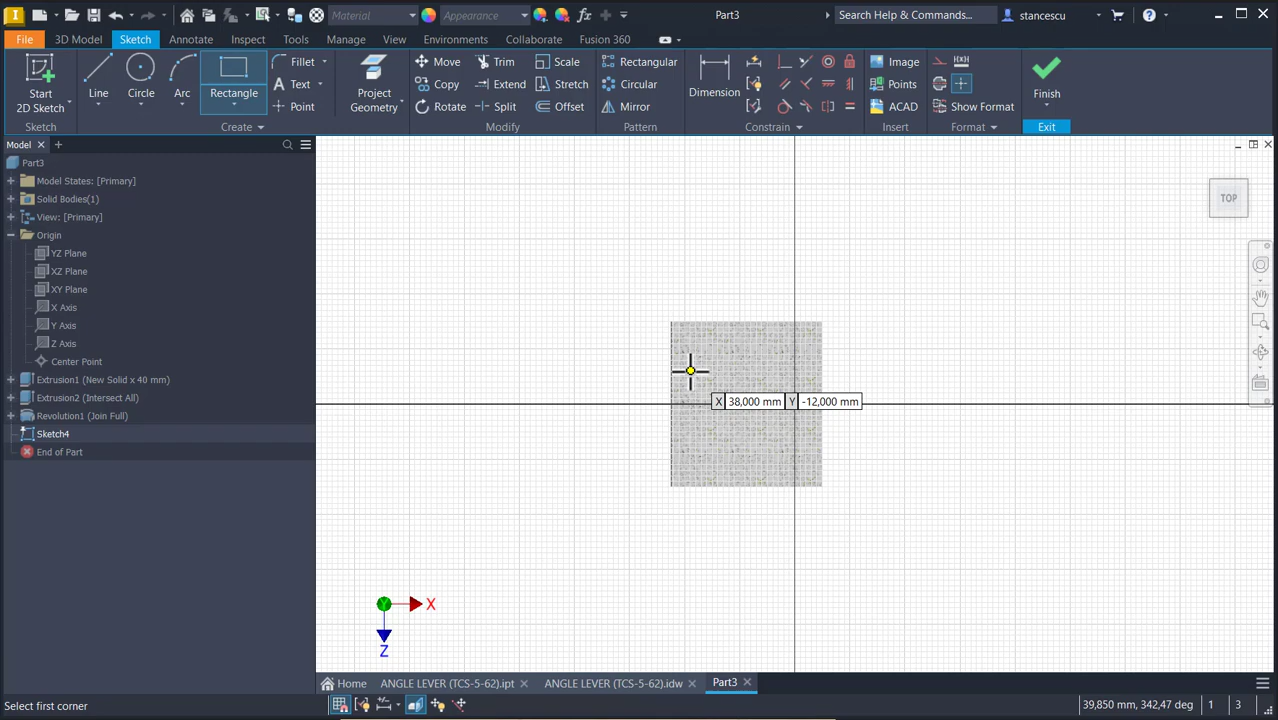 Material
Appearance
Part3
Search Help & Commands...
stancescu
File
3D Model
Sketch
Annotate
Inspect
Tools
Manage
View
Environments
Collaborate
Fusion 360
Start
2D Sketch
Line
Circle
Arc
Rectangle
Fillet
Text
Point
Project
Geometry
Move
Copy
Rotate
Trim
Extend
Split
Scale
Stretch
Offset
Rectangular
Circular
Mirror
Dimension
Image
Points
ACAD
Show Format
Finish
Sketch
Create
Modify
Pattern
Constrain
Insert
Format
Exit
Model
Part3
Model States: [Primary]
Solid Bodies(1)
View: [Primary]
Origin
YZ Plane
XZ Plane
XY Plane
X Axis
Y Axis
Z Axis
Center Point
Extrusion1 (New Solid x 40 mm)
Extrusion2 (Intersect All)
Revolution1 (Join Full)
Sketch4
End of Part
TOP
X 38,000 mm Y -12,000 mm
Y
X
Z
Home
ANGLE LEVER (TCS-5-62).ipt
ANGLE LEVER (TCS-5-62).idw
Part3
Select first corner
39,850 mm, 342,47 deg
1
3